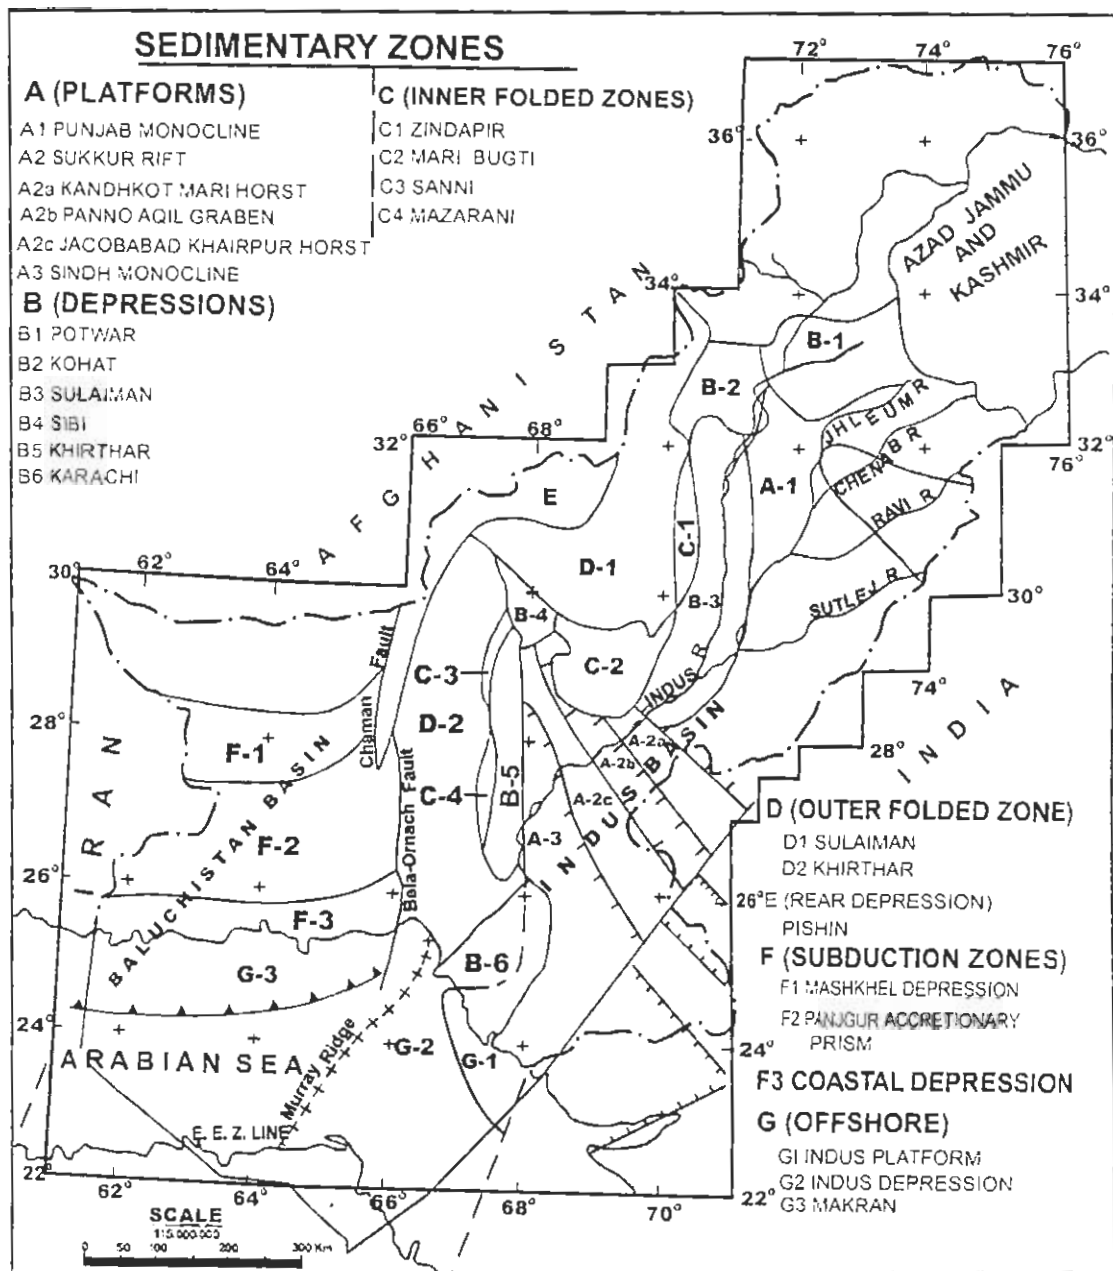 SEDIMENTARY ZONES
A (PLATFORMS)
A1 PUNJAB MONOCLINE
A2 SUKKUR RIFT
A2a KANDHKOT MARI HORST
A2b PANNO AQIL GRABEN
A2c JACOBABAD KHAIRPUR HORST
A3 SINDH MONOCLINE
B (DEPRESSIONS)
B1 POTWAR
B2 KOHAT
B3 SULAIMAN
B4 SIBI
B5 KHIRTHAR
B6 KARACHI
C (INNER FOLDED ZONES)
C1 ZINDAPIR
C2 MARI BUGTI
C3 SANNI
C4 MAZARANI
72° 74° 76°
36° 36°
AZAD JAMMU
AND
KASHMIR
34° 34°
AFGHANISTAN
B-1
B-2
66° 68°
32° 32°
76°
JHLEUM R
CHENAB R
RAVI R
SUTLEJ R
A-1
E
C-1
D-1
62° 64°
30° 30°
B-3
B-4
C-2
INDUS R
C-3
Chaman Fault
D-2
74°
28° 28°
INDIA
IRAN
F-1
BALUCHISTAN BASIN
Bela-Ornach Fault
C-4
B-5
A-2a
A-2b
A-2c
A-3
INDUS BASIN
F-2
26°
F-3
G-3
B-6
24° 24°
ARABIAN SEA
Murray Ridge
G-2
G-1
E. E. Z. LINE
22° 22°
62° 64° 66° 68° 70°
D (OUTER FOLDED ZONE)
D1 SULAIMAN
D2 KHIRTHAR
26° E (REAR DEPRESSION)
PISHIN
F (SUBDUCTION ZONES)
F1 MASHKHEL DEPRESSION
F2 PANJGUR ACCRETIONARY
PRISM
F3 COASTAL DEPRESSION
G (OFFSHORE)
GI INDUS PLATFORM
G2 INDUS DEPRESSION
G3 MAKRAN
SCALE
1:15.000.000
0 50 100 200 300 Km